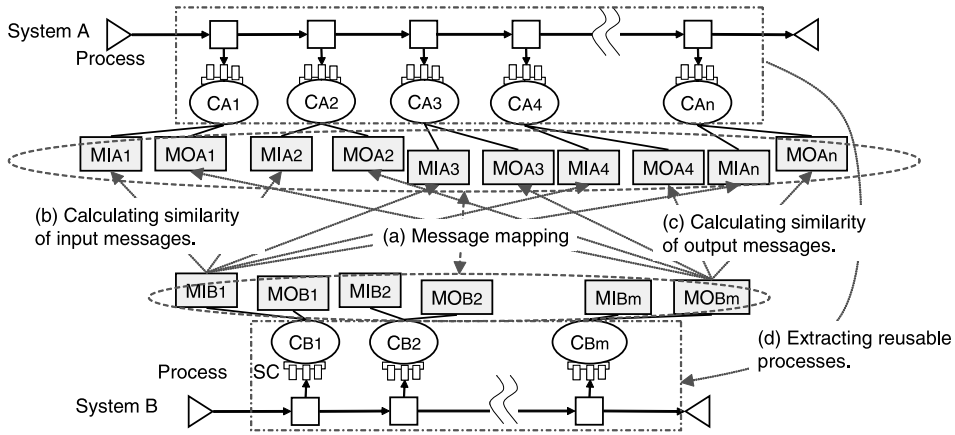 System A
Process
CA1 CA2 CA3 CA4 CAn
MIA1 MOA1 MIA2 MOA2 MIA3 MOA3 MIA4 MOA4 MIAn MOAn
(b) Calculating similarity
of input messages.
(a) Message mapping
(c) Calculating similarity
of output messages.
MIB1 MOB1 MIB2 MOB2 MIBm MOBm
CB1 CB2 CBm
(d) Extracting reusable
processes.
Process
SC
System B